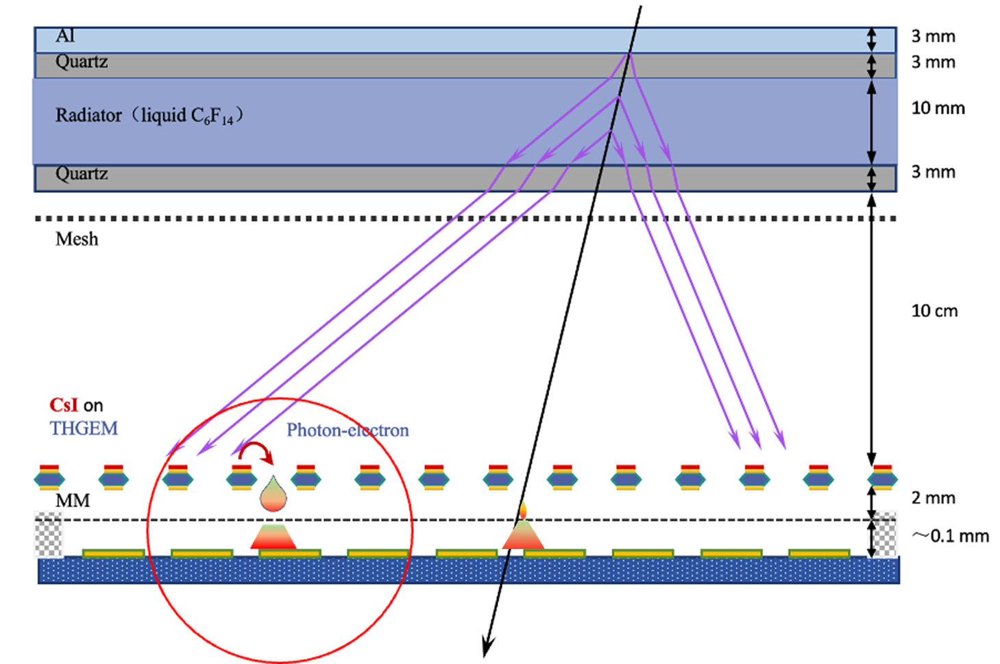 Al
3 mm
Quartz
3 mm
Radiator（liquid C₆F₁₄）
10 mm
Quartz
3 mm
Mesh
10 cm
CsI on
THGEM
Photon-electron
MM
2 mm
～0.1 mm